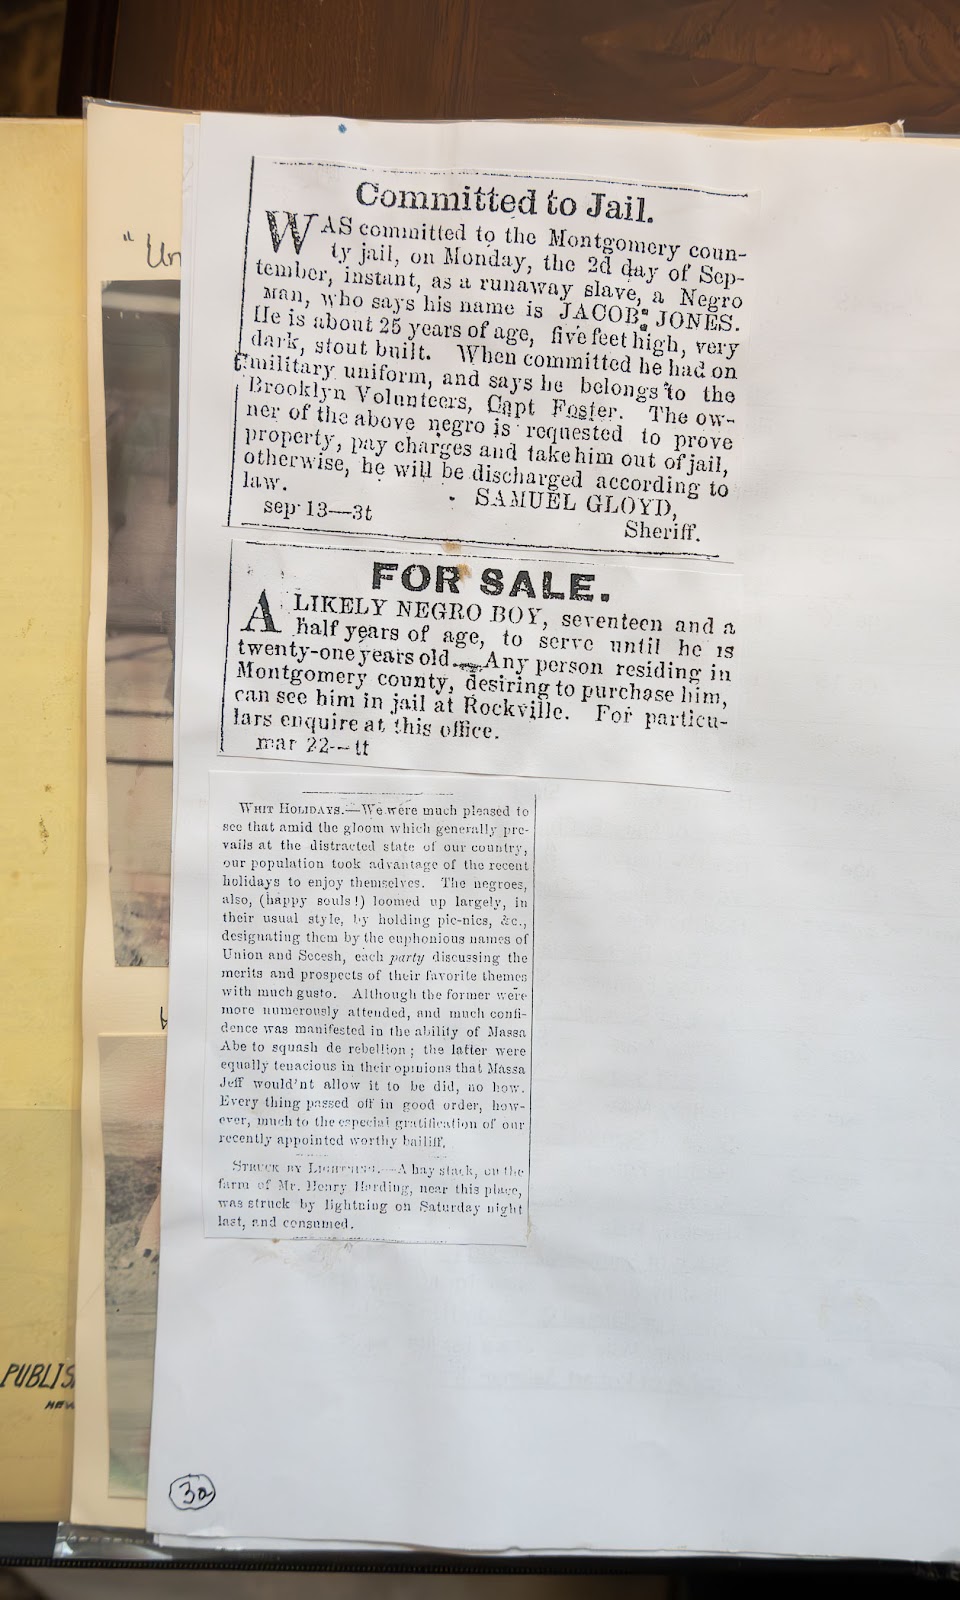 "Un
Committed to Jail.
WAS committed to the Montgomery coun-
ty jail, on Monday, the 2d day of Sep-
tember, instant, as a runaway slave, a Negro
man, who says his name is JACOB JONES.
He is about 25 years of age, five feet high, very
dark, stout built. When committed he had on
military uniform, and says he belongs to the
Brooklyn Volunteers, Capt Foster. The ow-
ner of the above negro is requested to prove
property, pay charges and take him out of jail,
otherwise, he will be discharged according to
law.
SAMUEL GLOYD,
sep 13—3t
Sheriff.
FOR SALE.
A LIKELY NEGRO BOY, seventeen and a
half years of age, to serve until he is
twenty-one years old. Any person residing in
Montgomery county, desiring to purchase him,
can see him in jail at Rockville. For particu-
lars enquire at this office.
mar 22--tt
WHIT HOLIDAYS.—We were much pleased to
see that amid the gloom which generally pre-
vails at the distracted state of our country,
our population took advantage of the recent
holidays to enjoy themselves. The negroes,
also, (happy souls!) loomed up largely, in
their usual style, by holding pic-nics, &c.,
designating them by the euphonious names of
Union and Secesh, each party discussing the
merits and prospects of their favorite themes
with much gusto. Although the former were
more numerously attended, and much confi-
dence was manifested in the ability of Massa
Abe to squash de rebellion; the latter were
equally tenacious in their opinions that Massa
Jeff would'nt allow it to be did, no how.
Every thing passed off in good order, how-
ever, much to the especial gratification of our
recently appointed worthy bailiff.
STRUCK BY LIGHTNING.—A hay stack, on the
farm of Mr. Henry Harding, near this place,
was struck by lightning on Saturday night
last, and consumed.
PUBLIS
NEW
3a